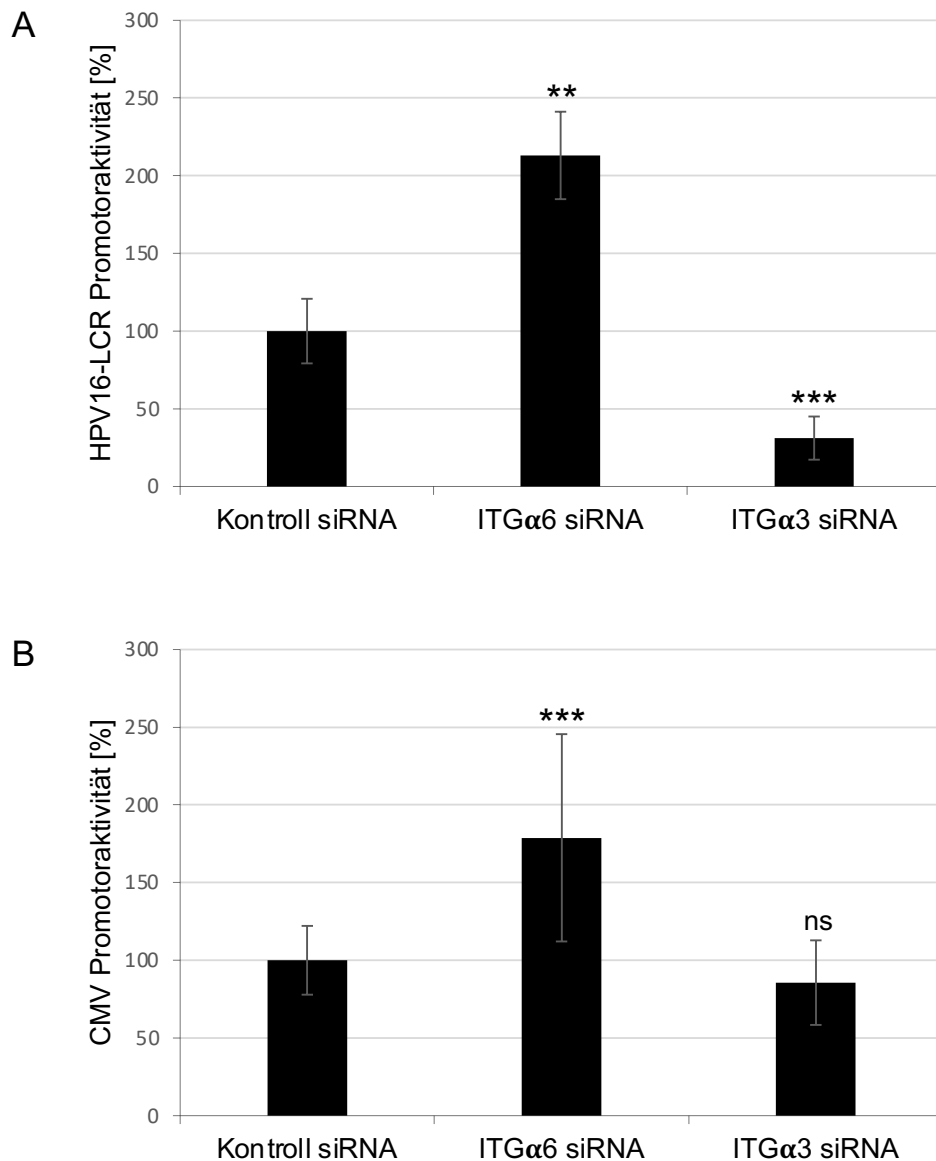 A
HPV16-LCR Promotoraktivität [%]
300
250
200
150
100
50
0
**
***
Kontroll siRNA
ITGα6 siRNA
ITGα3 siRNA
B
CMV Promotoraktivität [%]
300
250
200
150
100
50
0
***
ns
Kontroll siRNA
ITGα6 siRNA
ITGα3 siRNA